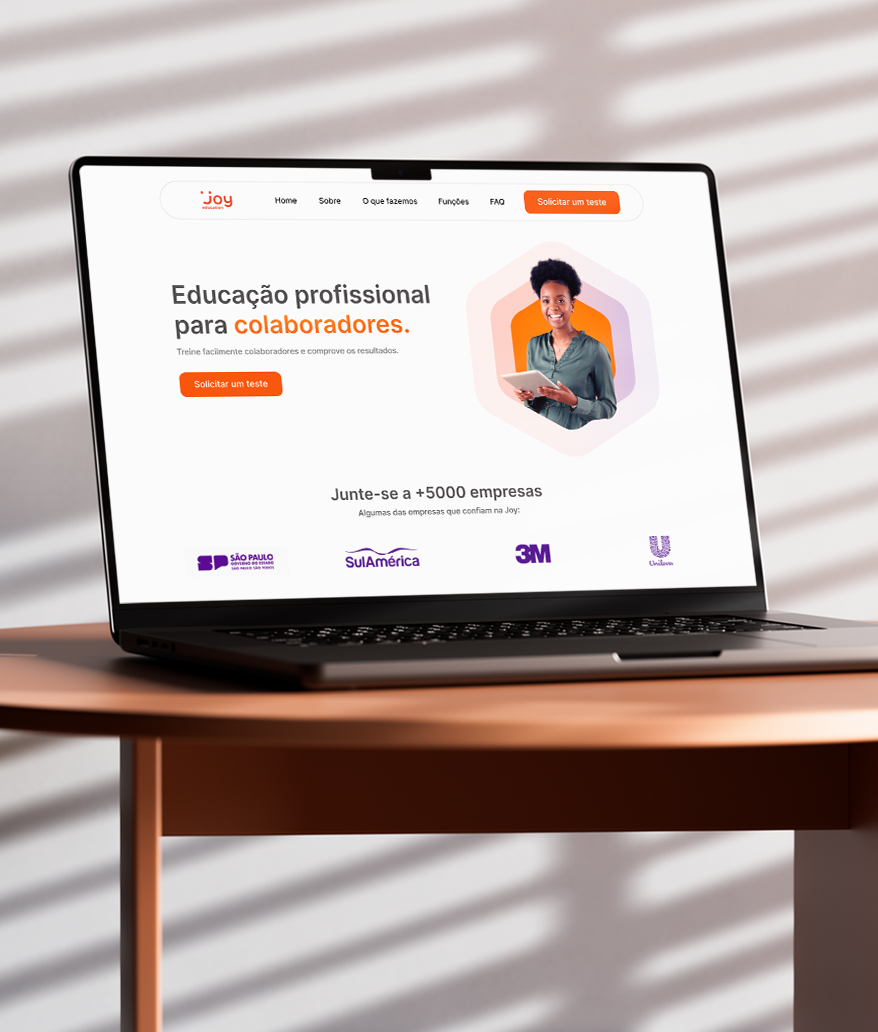 Joy
education
Home
Sobre
O que fazemos
Funções
FAQ
Solicitar um teste
Educação profissional
para colaboradores.
Treine facilmente colaboradores e comprove os resultados.
Solicitar um teste
Junte-se a +5000 empresas
Algumas das empresas que confiam na Joy:
SP
SÃO PAULO
GOVERNO DO ESTADO
SÃO PAULO SÃO TODOS
SulAmérica
3M
Unilever